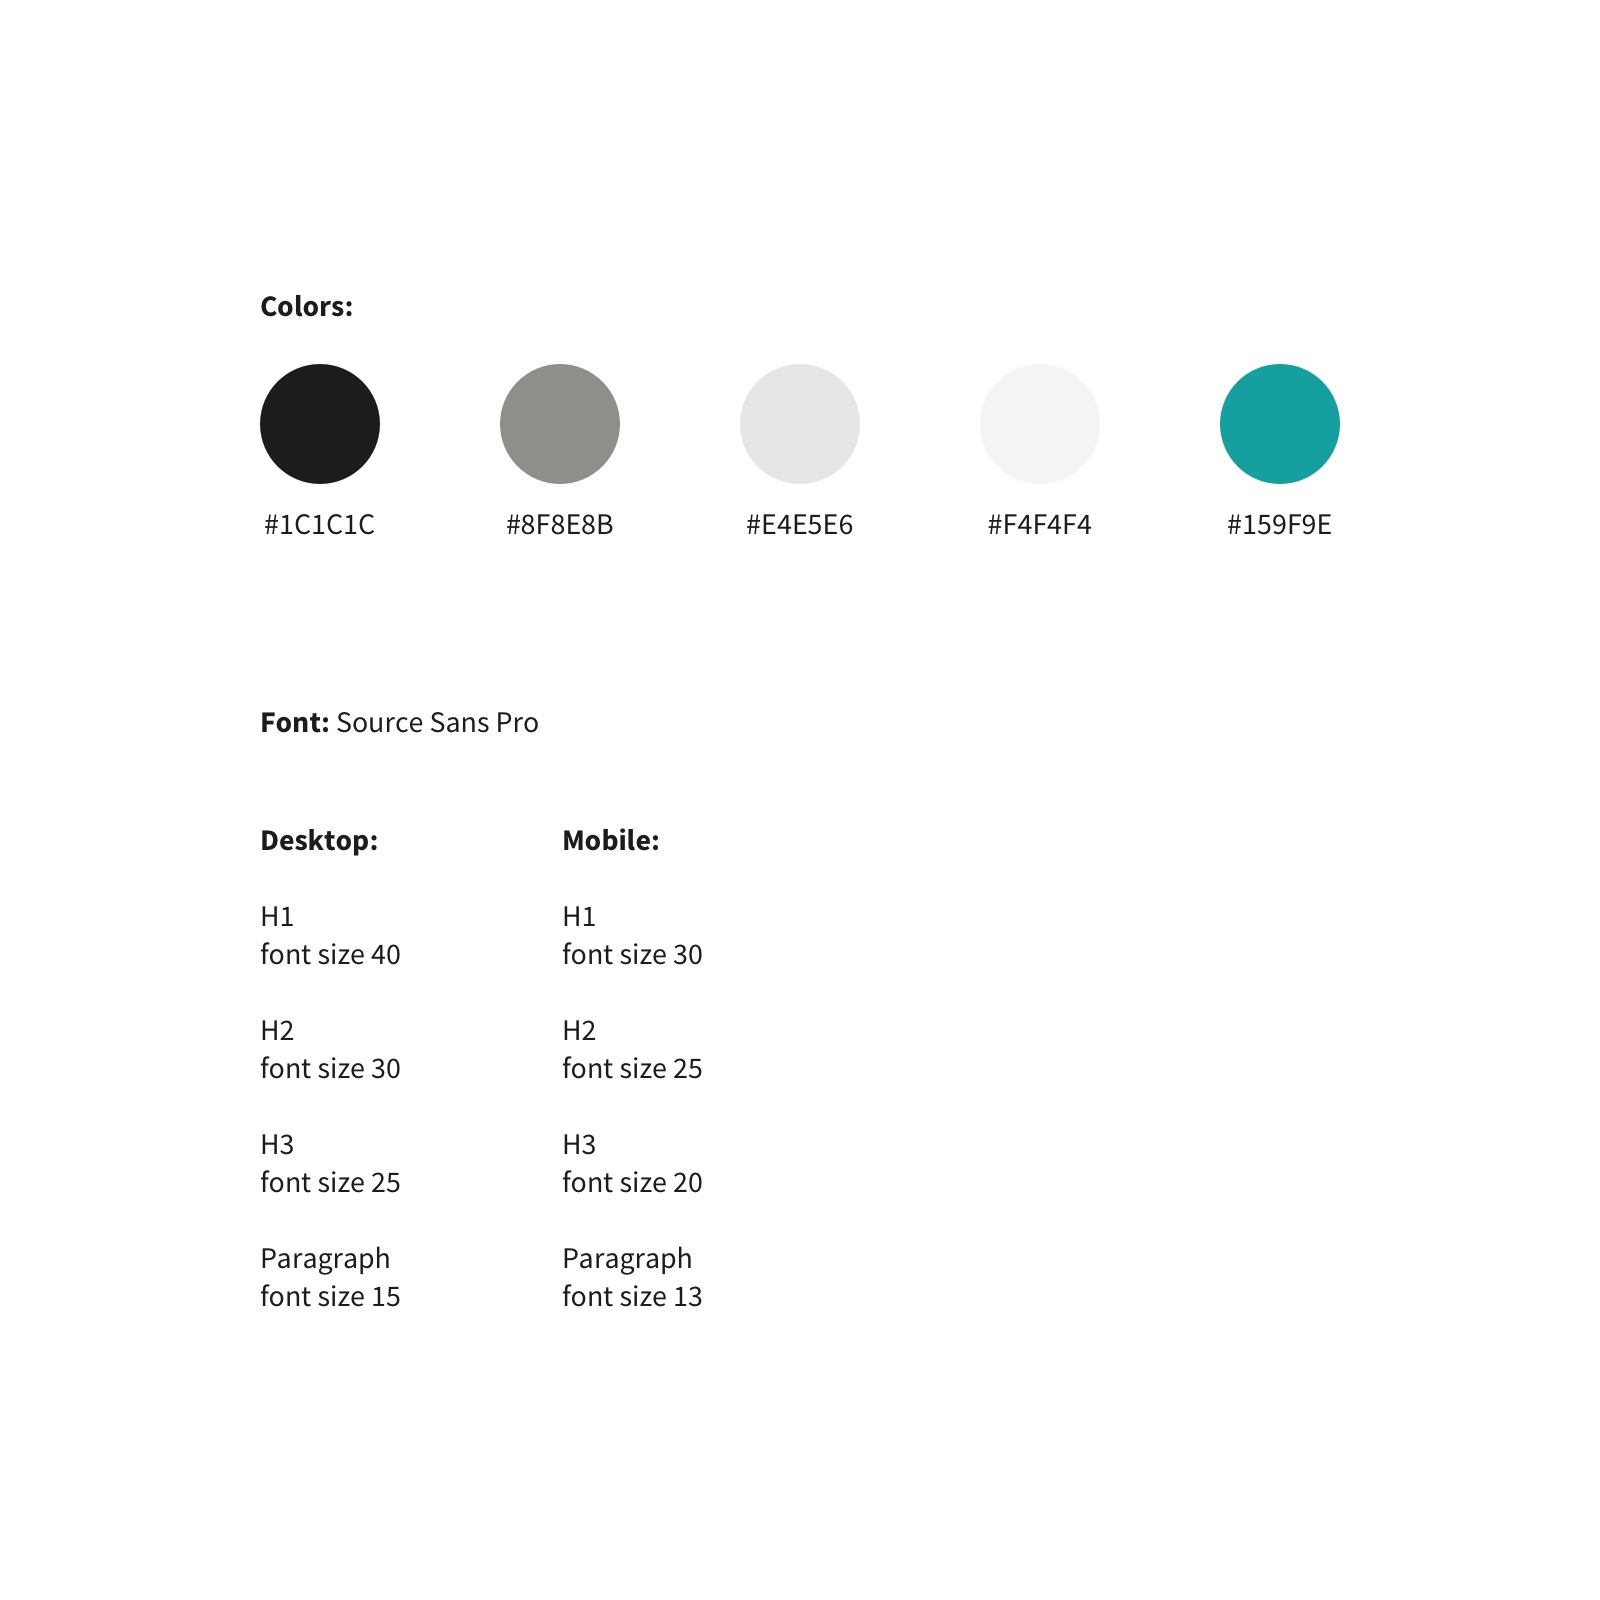 Colors:
#1C1C1C
#8F8E8B
#E4E5E6
#F4F4F4
#159F9E
Font: Source Sans Pro
Desktop:
H1
font size 40
H2
font size 30
H3
font size 25
Paragraph
font size 15
Mobile:
H1
font size 30
H2
font size 25
H3
font size 20
Paragraph
font size 13